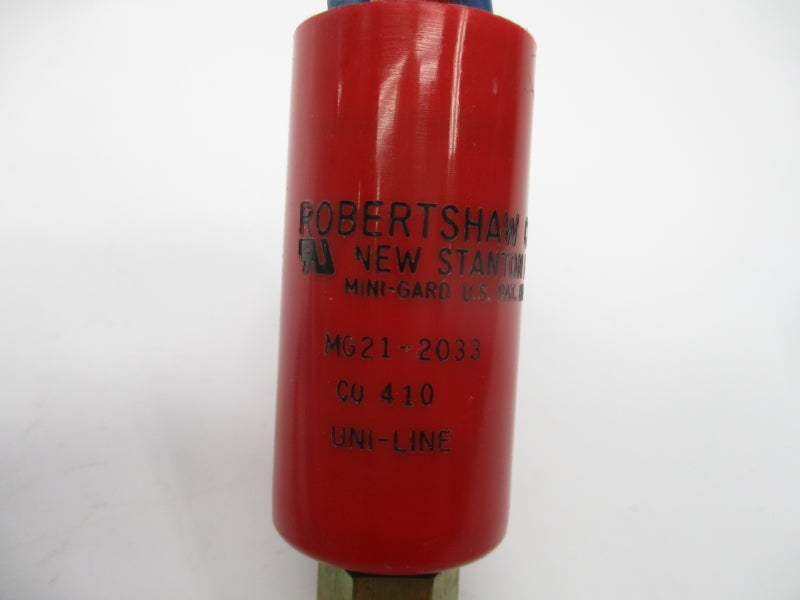 ROBERTSHAW
NEW STANTON
MINI-GARD U.S. PAT.
MG21-2033
CU 410
UNI-LINE